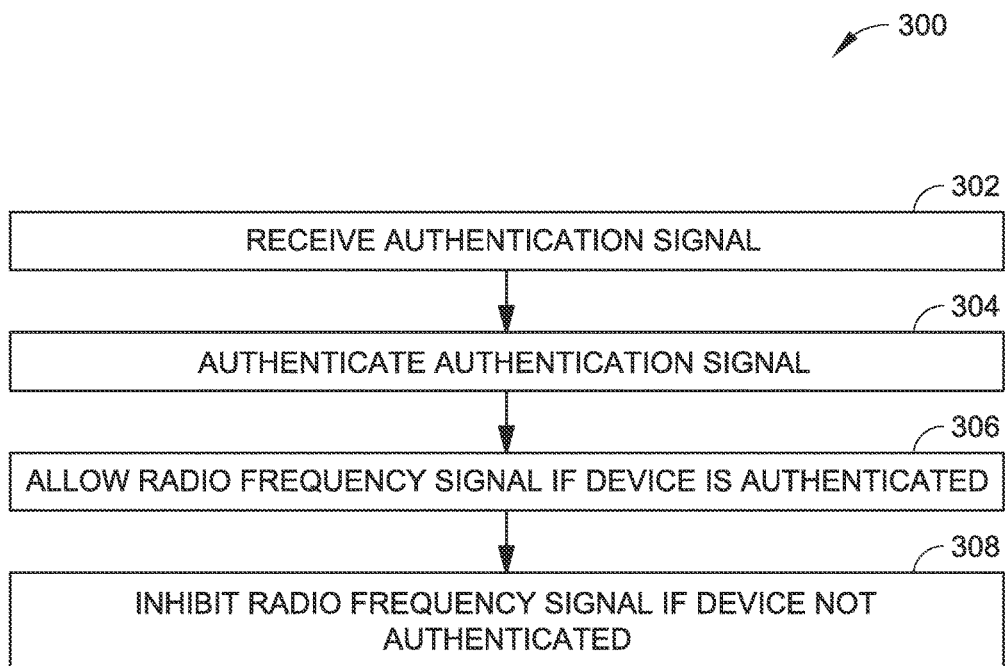 300
302
RECEIVE AUTHENTICATION SIGNAL
304
AUTHENTICATE AUTHENTICATION SIGNAL
306
ALLOW RADIO FREQUENCY SIGNAL IF DEVICE IS AUTHENTICATED
308
INHIBIT RADIO FREQUENCY SIGNAL IF DEVICE NOT
AUTHENTICATED